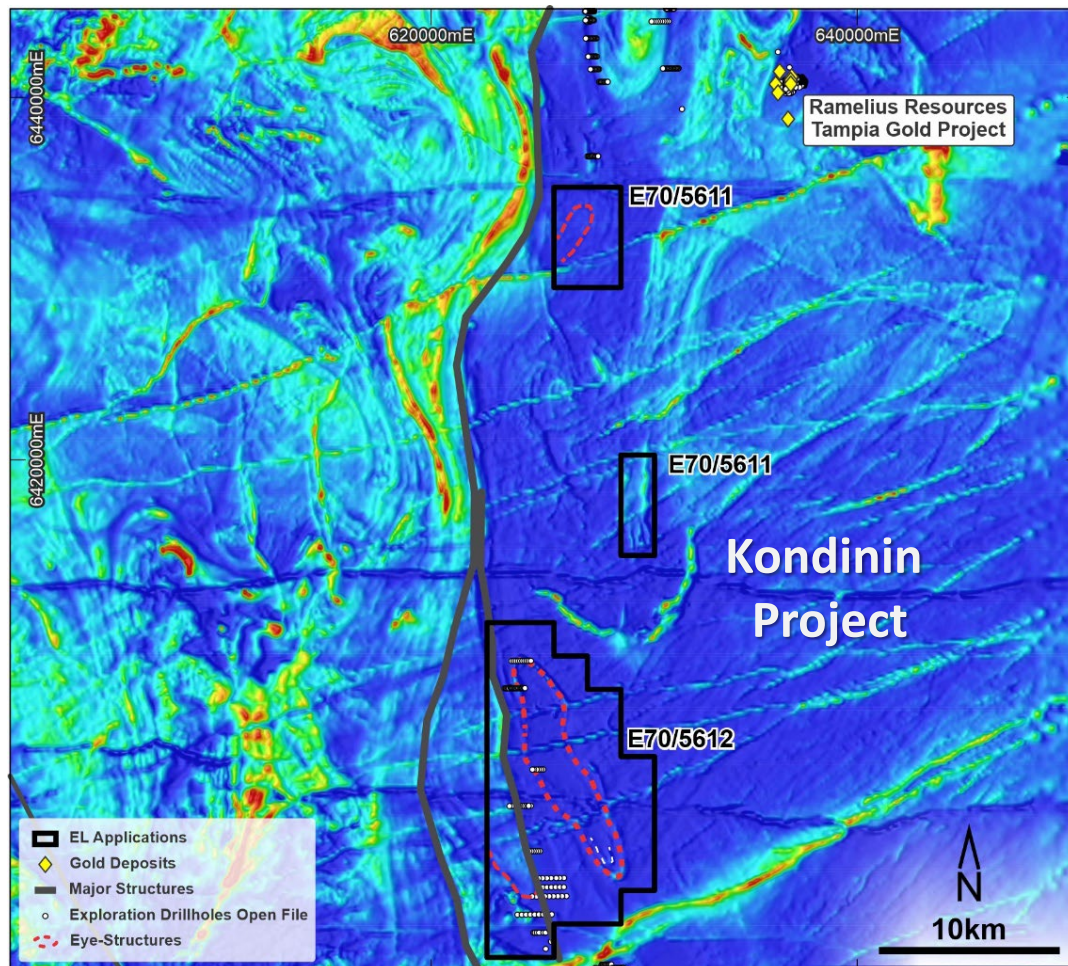 620000mE
640000mE
6440000mE
Ramelius Resources
Tampia Gold Project
E70/5611
6420000mE
E70/5611
Kondinin
Project
E70/5612
EL Applications
Gold Deposits
Major Structures
Exploration Drillholes Open File
Eye-Structures
N
10km